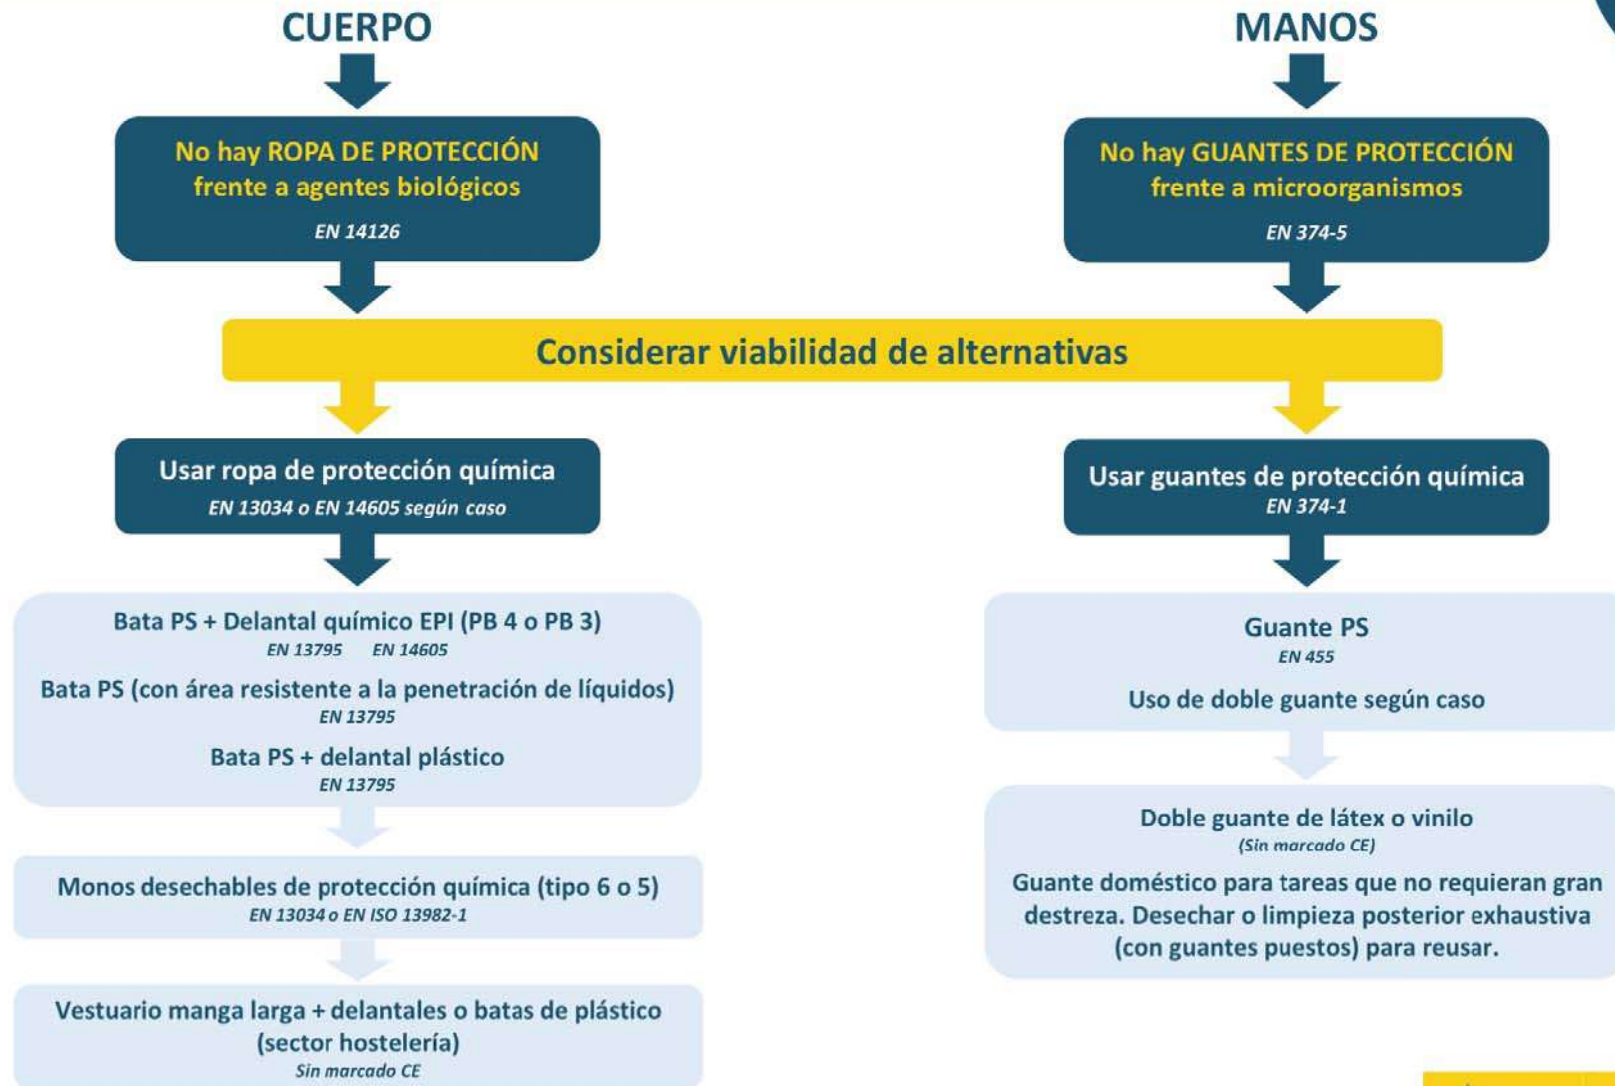 CUERPO
No hay ROPA DE PROTECCIÓN
frente a agentes biológicos
EN 14126
MANOS
No hay GUANTES DE PROTECCIÓN
frente a microorganismos
EN 374-5
Considerar viabilidad de alternativas
Usar ropa de protección química
EN 13034 o EN 14605 según caso
Bata PS + Delantal químico EPI (PB 4 o PB 3)
EN 13795 EN 14605
Bata PS (con área resistente a la penetración de líquidos)
EN 13795
Bata PS + delantal plástico
EN 13795
Monos desechables de protección química (tipo 6 o 5)
EN 13034 o EN ISO 13982-1
Vestuario manga larga + delantales o batas de plástico
(sector hostelería)
Sin marcado CE
Usar guantes de protección química
EN 374-1
Guante PS
EN 455
Uso de doble guante según caso
Doble guante de látex o vinilo
(Sin marcado CE)
Guante doméstico para tareas que no requieran gran
destreza. Desechar o limpieza posterior exhaustiva
(con guantes puestos) para reusar.